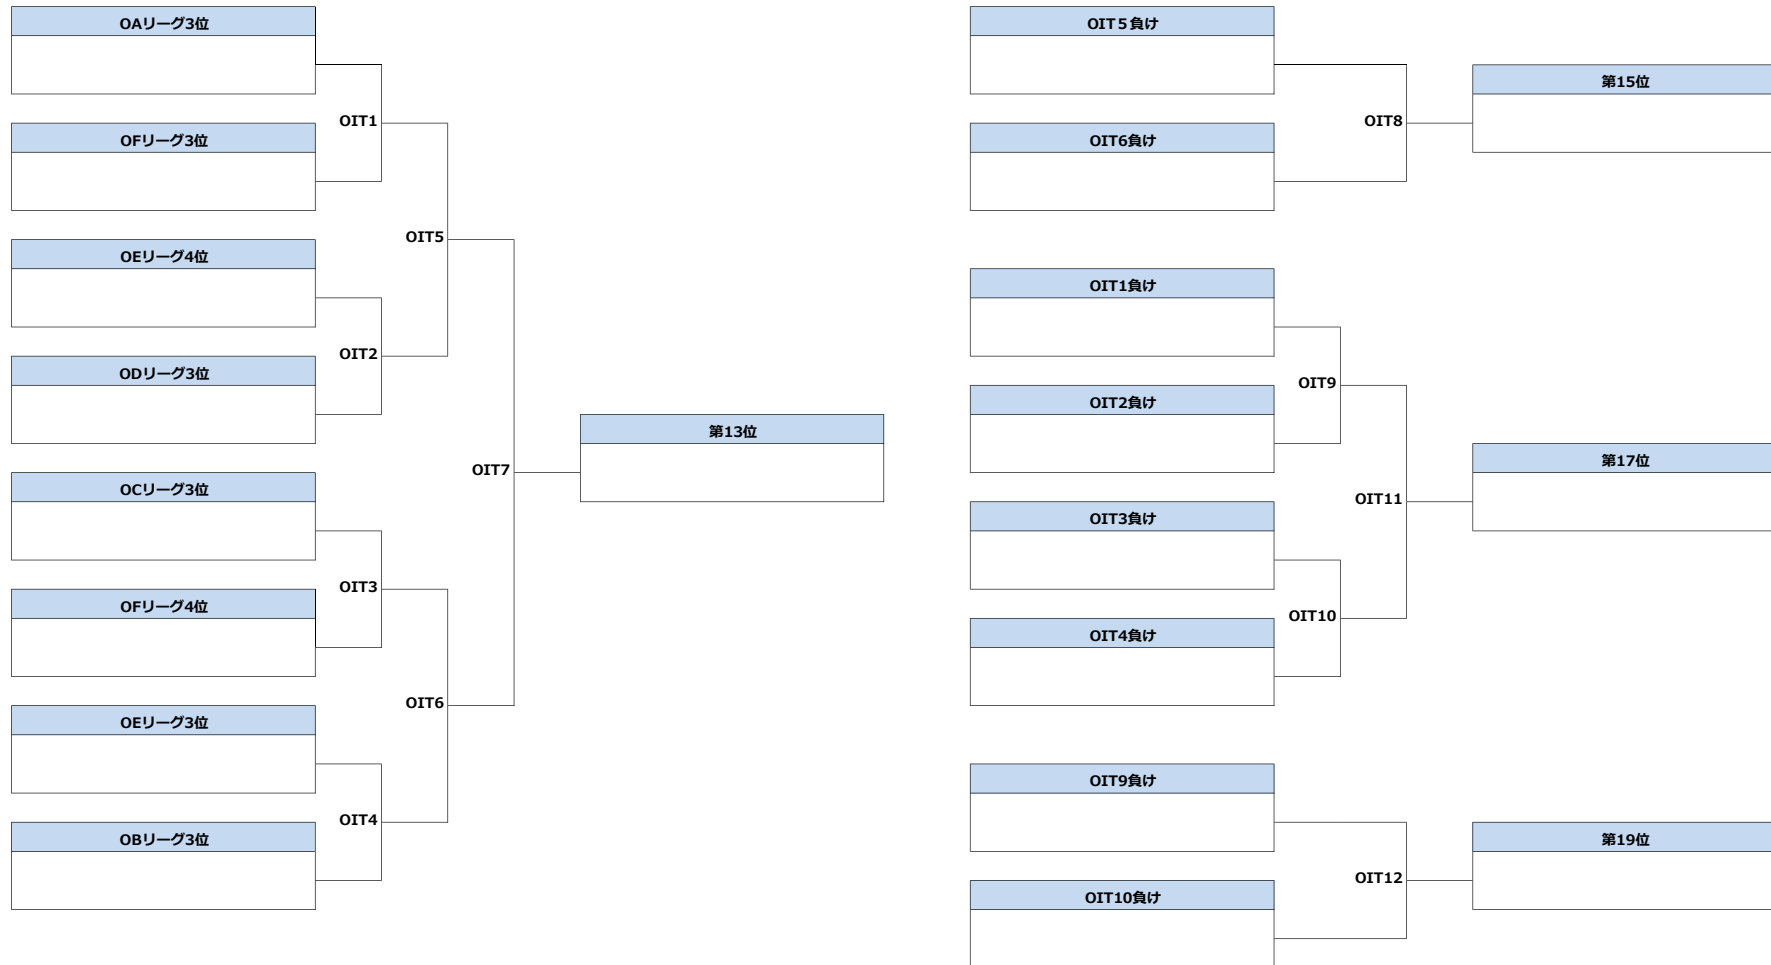 OAリーグ3位
OIT1
OFリーグ3位
OIT5
OEリーグ4位
OIT2
ODリーグ3位
OIT7
第13位
OCリーグ3位
OIT3
OFリーグ4位
OIT6
OEリーグ3位
OIT4
OBリーグ3位
OIT５負け
OIT8
第15位
OIT6負け
OIT1負け
OIT9
OIT2負け
OIT11
第17位
OIT3負け
OIT10
OIT4負け
OIT9負け
OIT12
第19位
OIT10負け